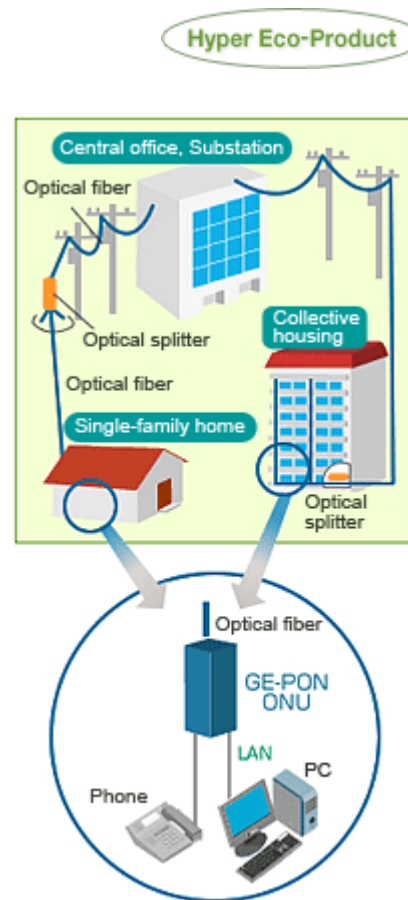 Hyper Eco-Product
Central office, Substation
Optical fiber
Optical splitter
Collective
housing
Optical fiber
Single-family home
Optical
splitter
Optical fiber
GE-PON
ONU
LAN
PC
Phone